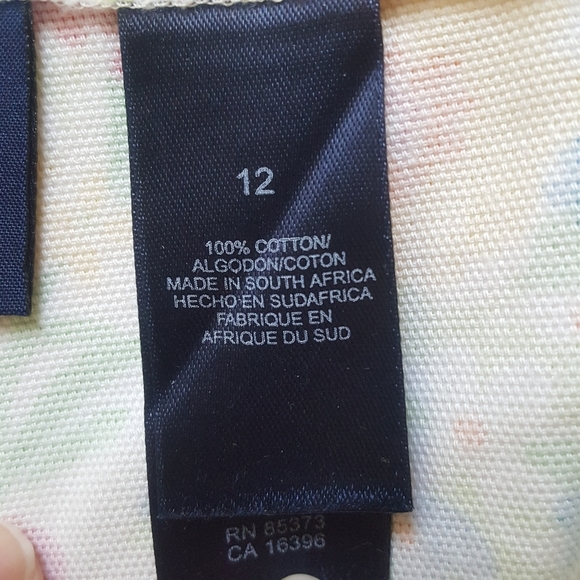 12
100% COTTON/
ALGODON/COTON
MADE IN SOUTH AFRICA
HECHO EN SUDAFRICA
FABRIQUE EN
AFRIQUE DU SUD
RN 85373
CA 16396